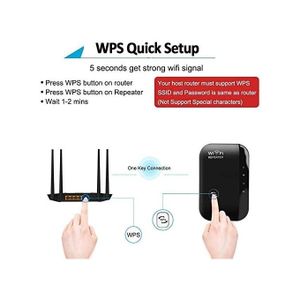 WPS Quick Setup
5 seconds get strong wifi signal
• Press WPS button on router
• Press WPS button on Repeater
• Wait 1-2 mins
Your host router must support WPS
SSID and Password is same as router
(Not Support Special characters)
One Key Connection
Wi Fi
REPEATER
WPS